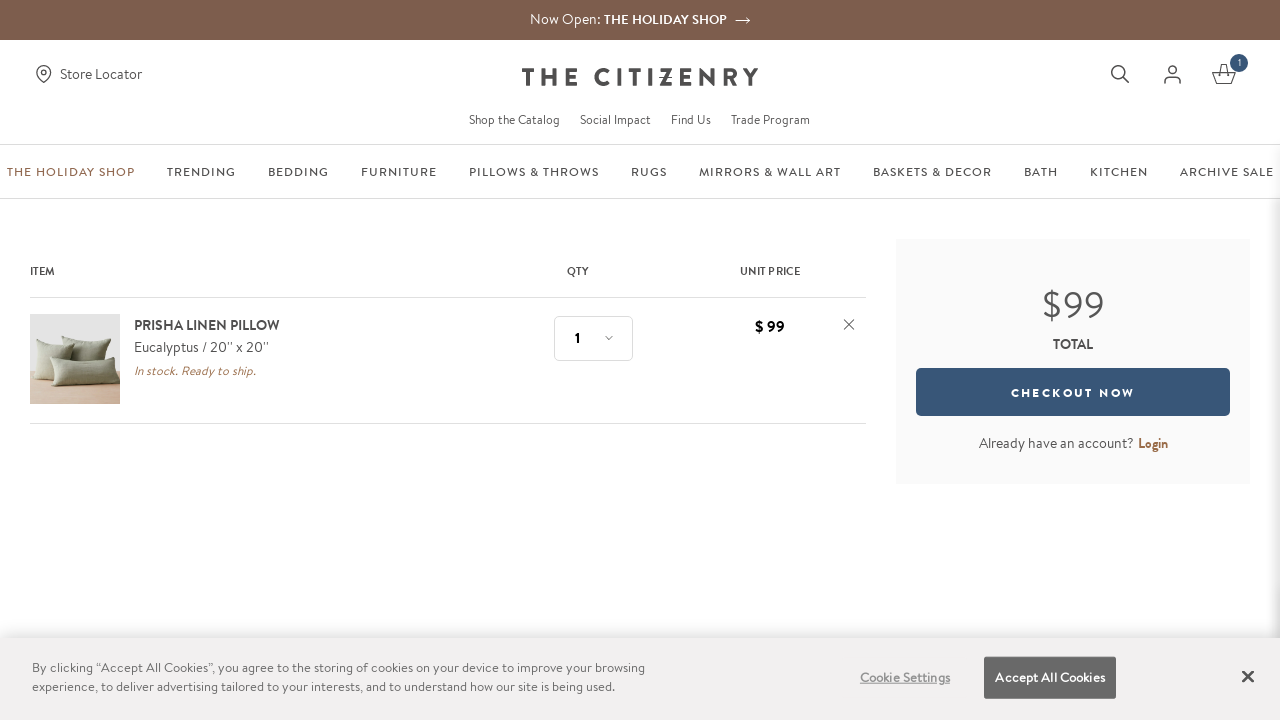 Now Open: THE HOLIDAY SHOP →
Store Locator
THE CITIZENRY
1
Shop the Catalog Social Impact Find Us Trade Program
THE HOLIDAY SHOP TRENDING BEDDING FURNITURE PILLOWS & THROWS RUGS MIRRORS & WALL ART BASKETS & DECOR BATH KITCHEN ARCHIVE SALE
ITEM QTY UNIT PRICE
PRISHA LINEN PILLOW
Eucalyptus / 20" x 20"
In stock. Ready to ship.
1
$ 99
$99
TOTAL
CHECKOUT NOW
Already have an account? Login
By clicking “Accept All Cookies”, you agree to the storing of cookies on your device to improve your browsing
experience, to deliver advertising tailored to your interests, and to understand how our site is being used.
Cookie Settings
Accept All Cookies